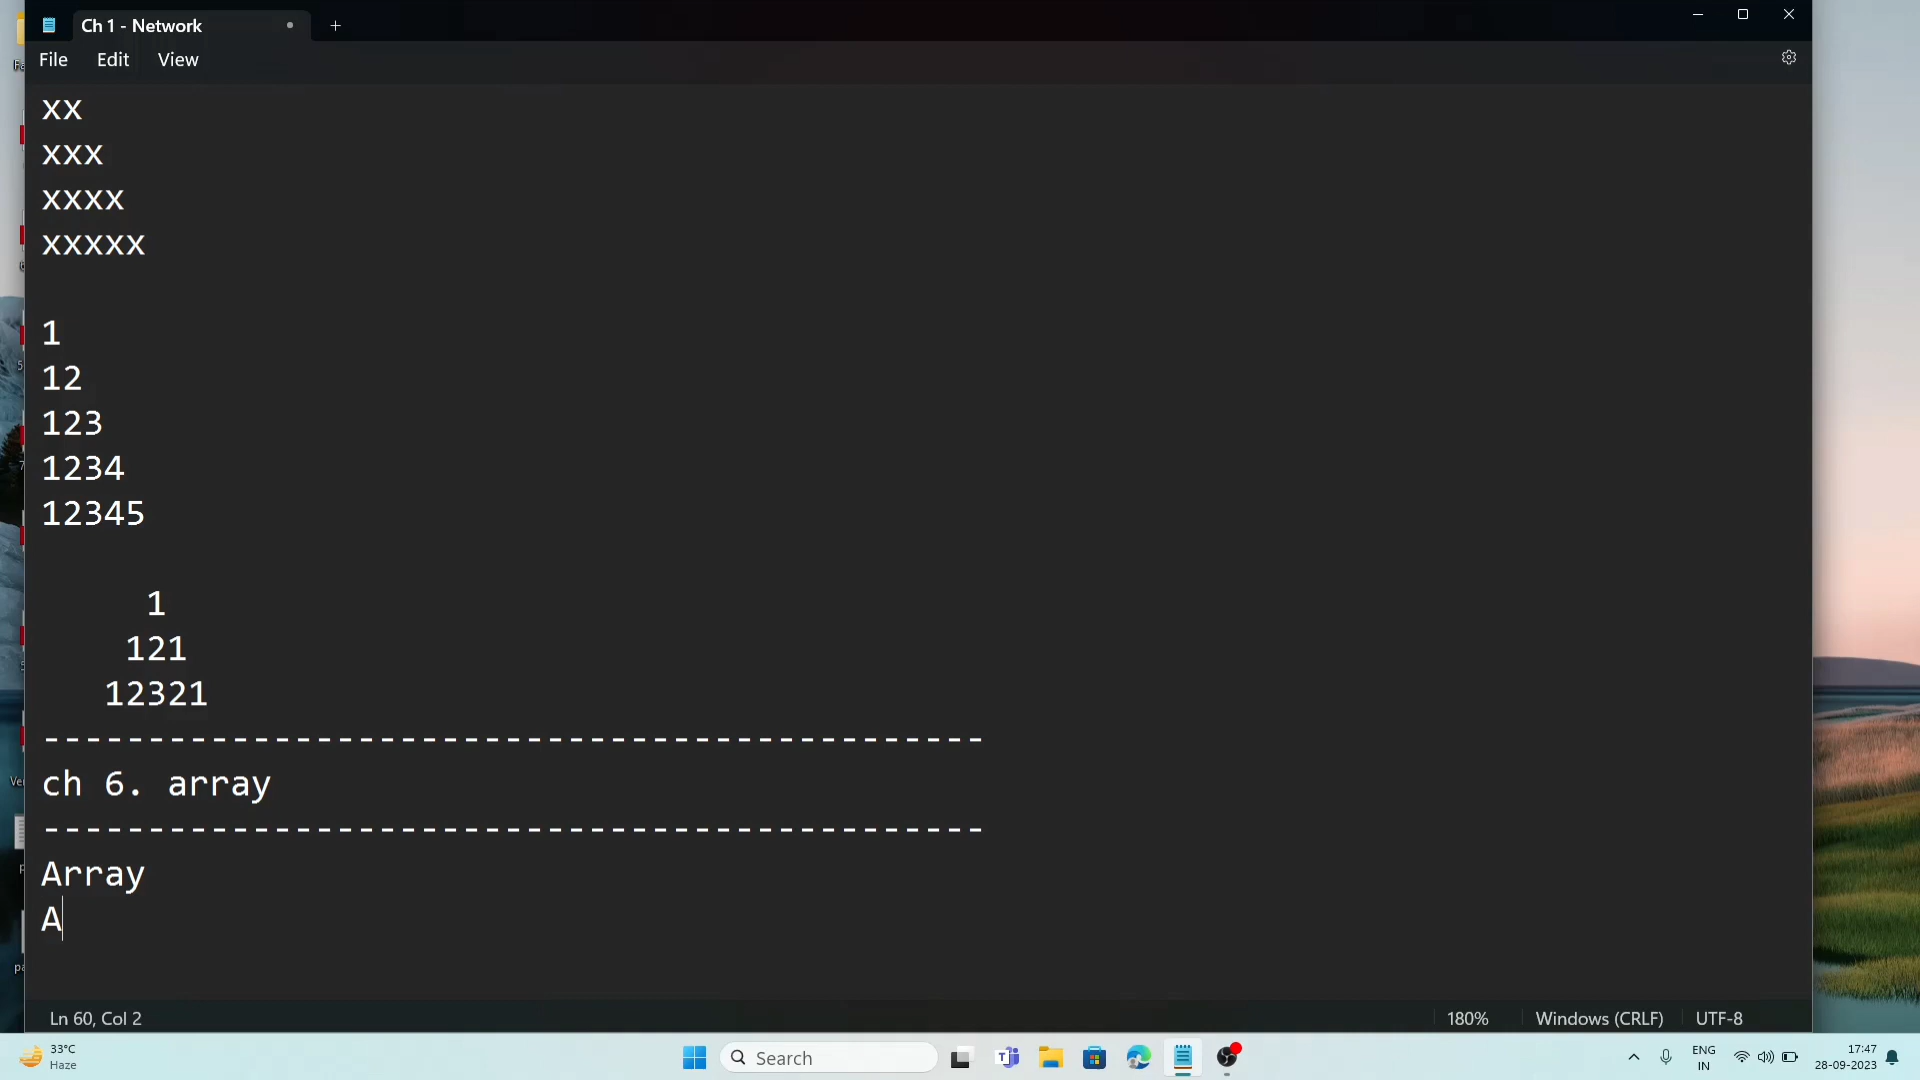 Ch 1 - Network
File Edit View
xx
xxx
xxxx
xxxxx
1
12
123
1234
12345
1
121
12321
---------------------------------------------
ch 6. array
---------------------------------------------
Array
A
Ln 60, Col 2
180%
Windows (CRLF)
UTF-8
33°C
Haze
Search
ENG
IN
17:47
28-09-2023